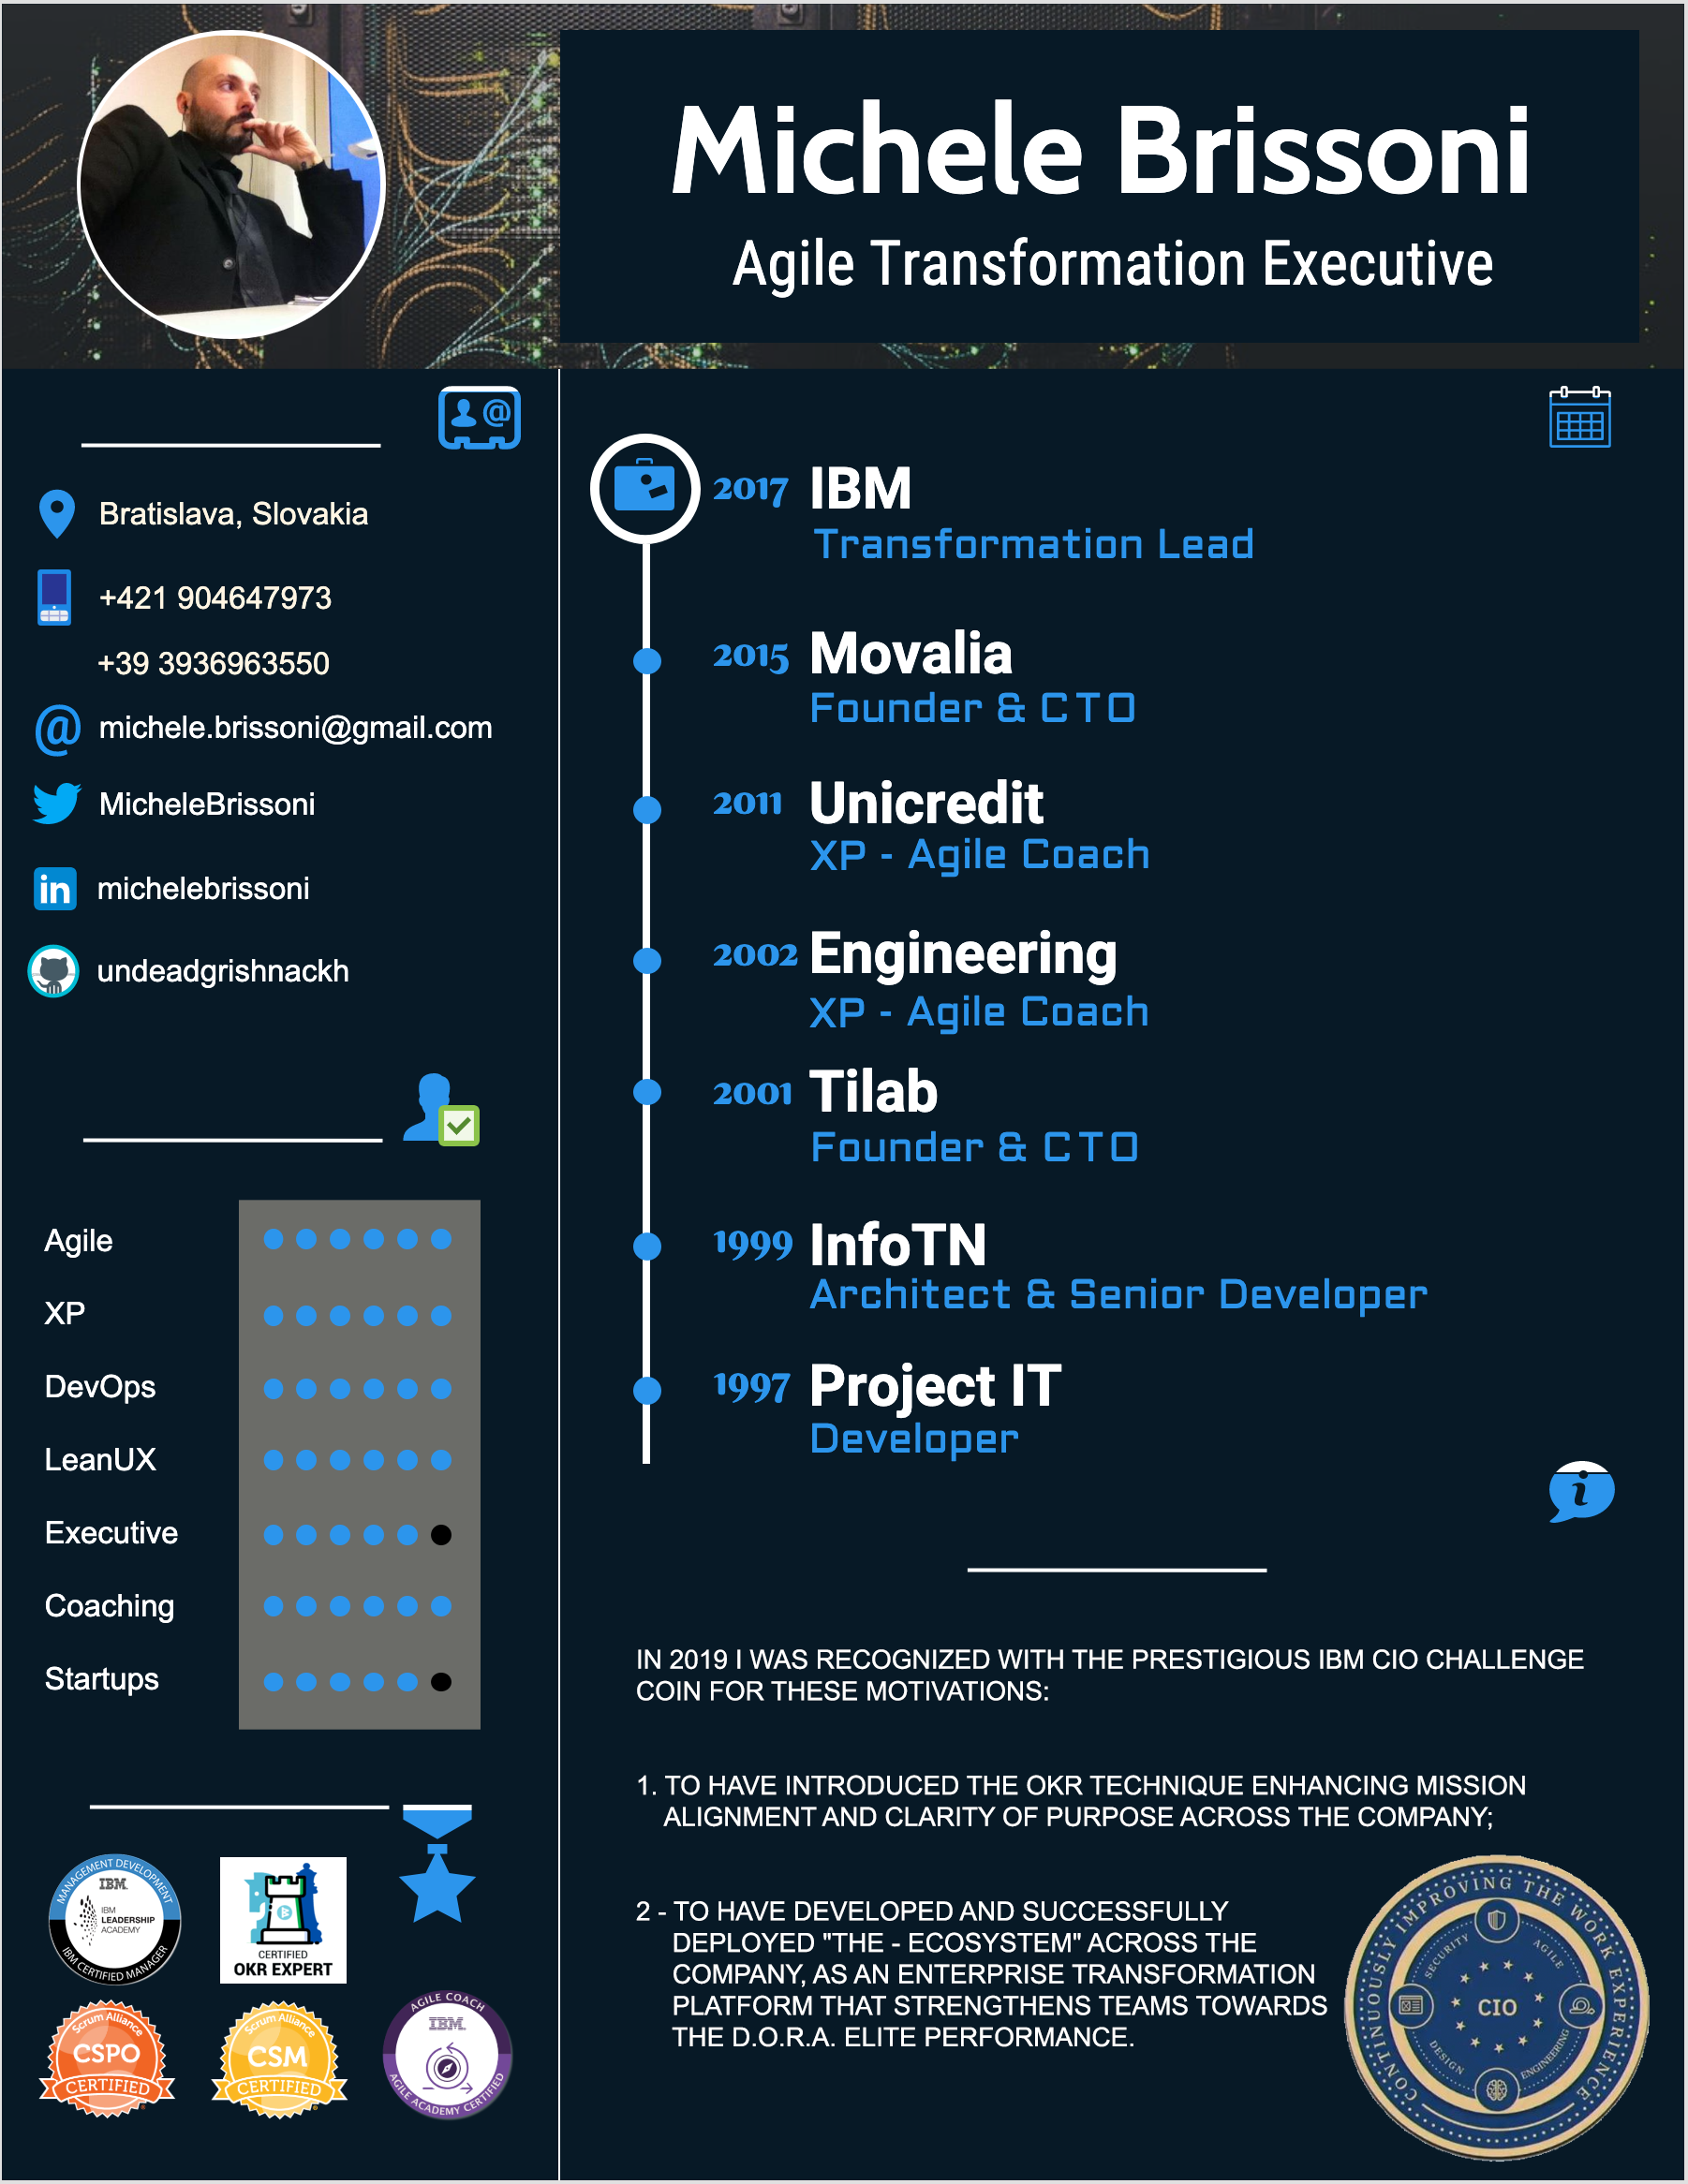 Michele Brissoni
Agile Transformation Executive
Bratislava, Slovakia
+421 904647973
+39 3936963550
michele.brissoni@gmail.com
MicheleBrissoni
michelebrissoni
undeadgrishnackh
Agile
XP
DevOps
LeanUX
Executive
Coaching
Startups
MANAGEMENT DEVELOPMENT
IBM
IBM
LEADERSHIP
ACADEMY
IBM CERTIFIED MANAGER
CERTIFIED
OKR EXPERT
Scrum Alliance
CSPO
CERTIFIED
Scrum Alliance
CSM
CERTIFIED
AGILE COACH
IBM
AGILE ACADEMY CERTIFIED
2017 IBM
Transformation Lead
2015 Movalia
Founder & CTO
2011 Unicredit
XP - Agile Coach
2002 Engineering
XP - Agile Coach
2001 Tilab
Founder & CTO
1999 InfoTN
Architect & Senior Developer
1997 Project IT
Developer
IN 2019 I WAS RECOGNIZED WITH THE PRESTIGIOUS IBM CIO CHALLENGE
COIN FOR THESE MOTIVATIONS:
1. TO HAVE INTRODUCED THE OKR TECHNIQUE ENHANCING MISSION
ALIGNMENT AND CLARITY OF PURPOSE ACROSS THE COMPANY;
2 - TO HAVE DEVELOPED AND SUCCESSFULLY
DEPLOYED "THE - ECOSYSTEM" ACROSS THE
COMPANY, AS AN ENTERPRISE TRANSFORMATION
PLATFORM THAT STRENGTHENS TEAMS TOWARDS
THE D.O.R.A. ELITE PERFORMANCE.
CONTINUOUSLY IMPROVING THE WORK EXPERIENCE
SECURITY
AGILE
CIO
DESIGN
ENGINEERING